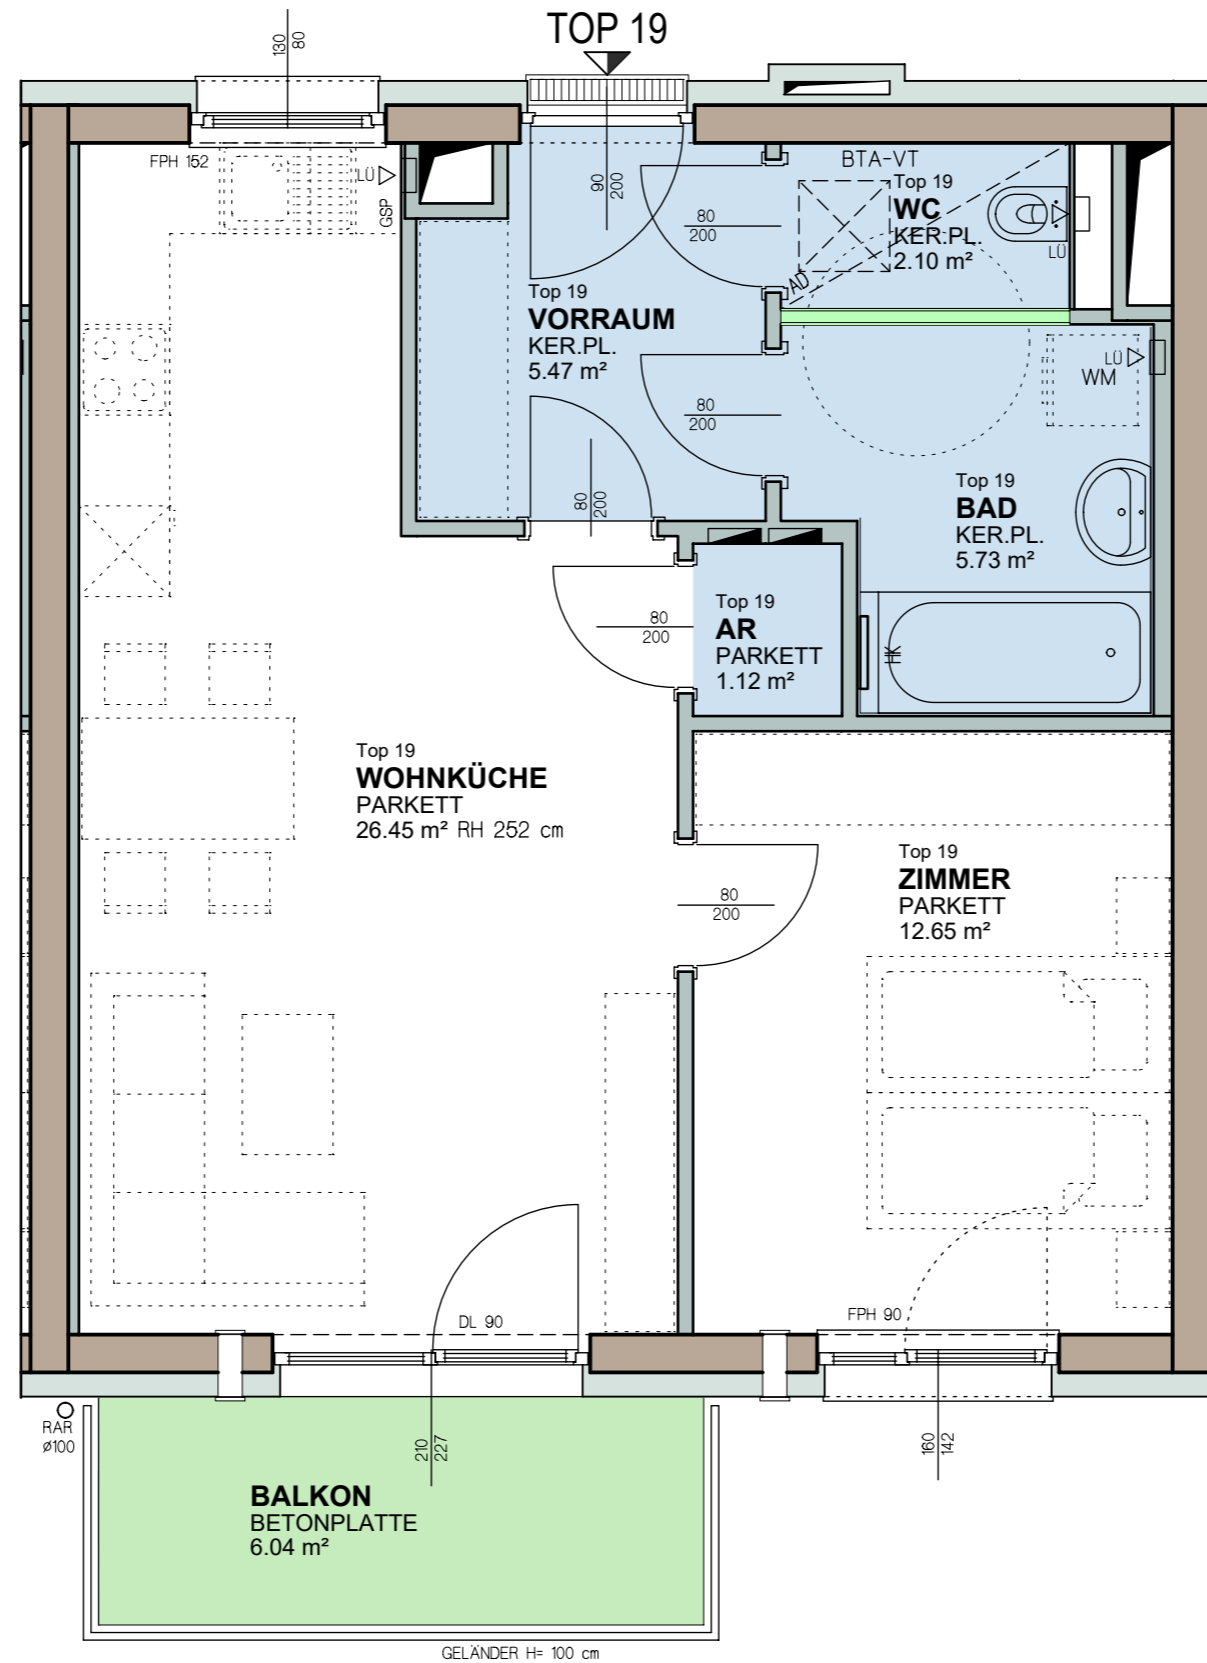 TOP 19
130
80
FPH 152
LÜ
GSP
90
200
80
200
BTA-VT
Top 19
WC
KER.PL.
2.10 m²
LÜ
AD
Top 19
VORRAUM
KER.PL.
5.47 m²
80
200
LÜ
WM
80
200
Top 19
BAD
KER.PL.
5.73 m²
80
200
Top 19
AR
PARKETT
1.12 m²
HK
Top 19
WOHNKÜCHE
PARKETT
26.45 m² RH 252 cm
80
200
Top 19
ZIMMER
PARKETT
12.65 m²
DL 90
FPH 90
RAR
ø100
210
227
160
142
BALKON
BETONPLATTE
6.04 m²
GELÄNDER H= 100 cm